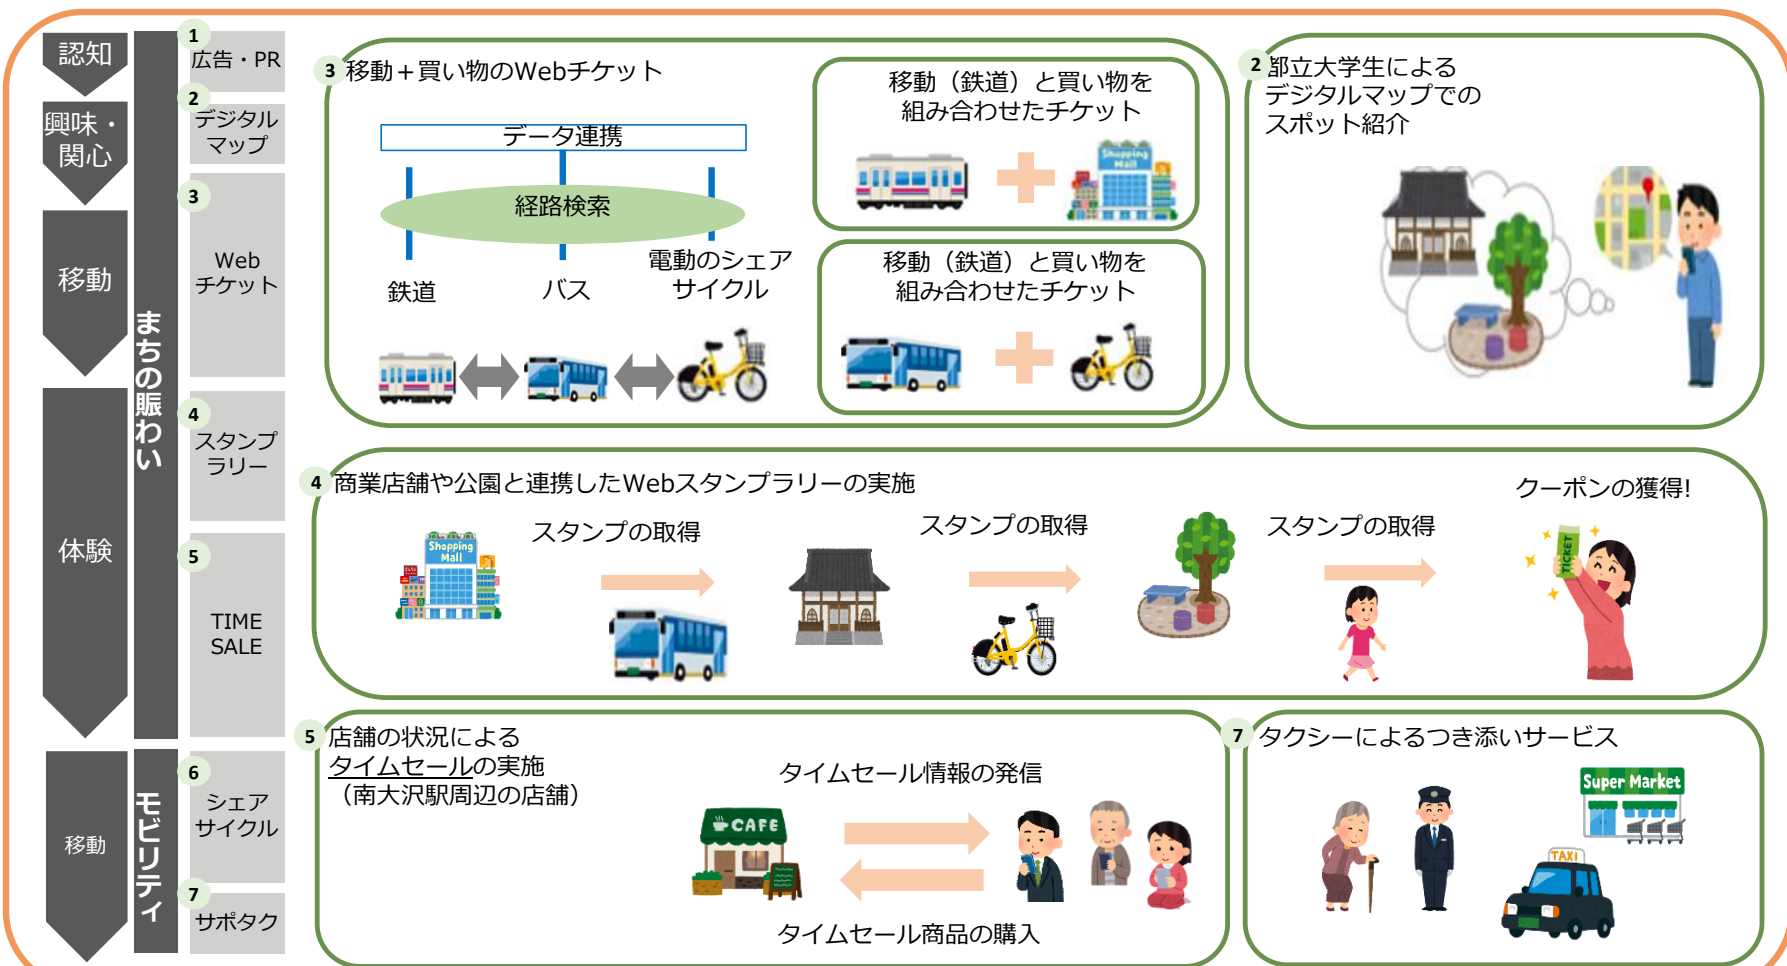 認知
興味・
関心
移動
体験
移動
まちの賑わい
モビリティ
1
広告・PR
2
デジタル
マップ
3
Web
チケット
4
スタンプ
ラリー
5
TIME
SALE
6
シェア
サイクル
7
サポタク
3 移動＋買い物のWebチケット
データ連携
経路検索
鉄道
バス
電動のシェア
サイクル
移動（鉄道）と買い物を
組み合わせたチケット
Shopping
Mall
移動（鉄道）と買い物を
組み合わせたチケット
2 都立大学生による
デジタルマップでの
スポット紹介
4 商業店舗や公園と連携したWebスタンプラリーの実施
Shopping
Mall
スタンプの取得
スタンプの取得
スタンプの取得
クーポンの獲得!
TICKET
5 店舗の状況による
タイムセールの実施
（南大沢駅周辺の店舗）
タイムセール情報の発信
CAFE
タイムセール商品の購入
7 タクシーによるつき添いサービス
Super Market
TAXI